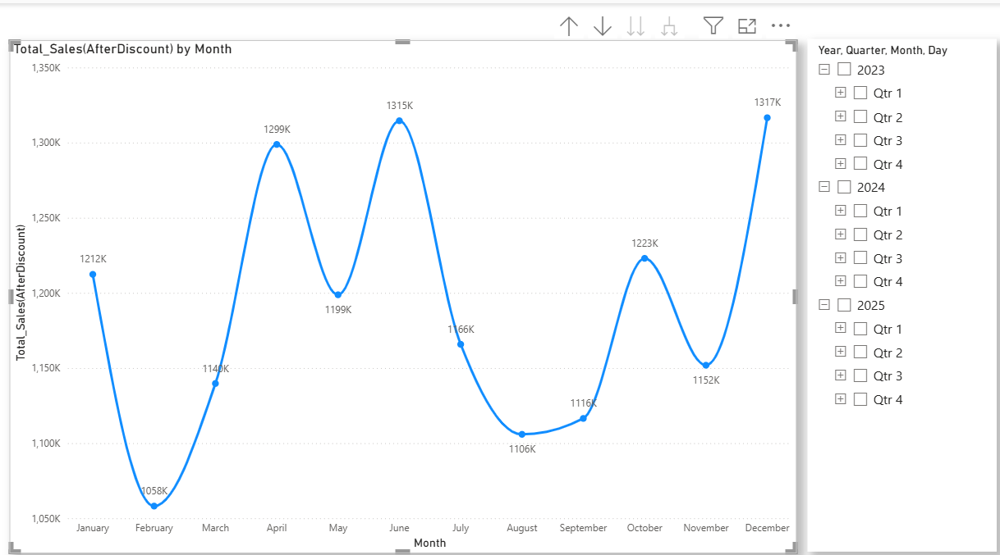 Total_Sales(AfterDiscount) by Month
1,350K
1,300K
1,250K
1,200K
1,150K
1,100K
1,050K
Total_Sales(AfterDiscount)
1212K
1058K
1140K
1299K
1199K
1315K
1166K
1106K
1116K
1223K
1152K
1317K
January February March April May June July August September October November December
Month
Year, Quarter, Month, Day
2023
Qtr 1
Qtr 2
Qtr 3
Qtr 4
2024
Qtr 1
Qtr 2
Qtr 3
Qtr 4
2025
Qtr 1
Qtr 2
Qtr 3
Qtr 4